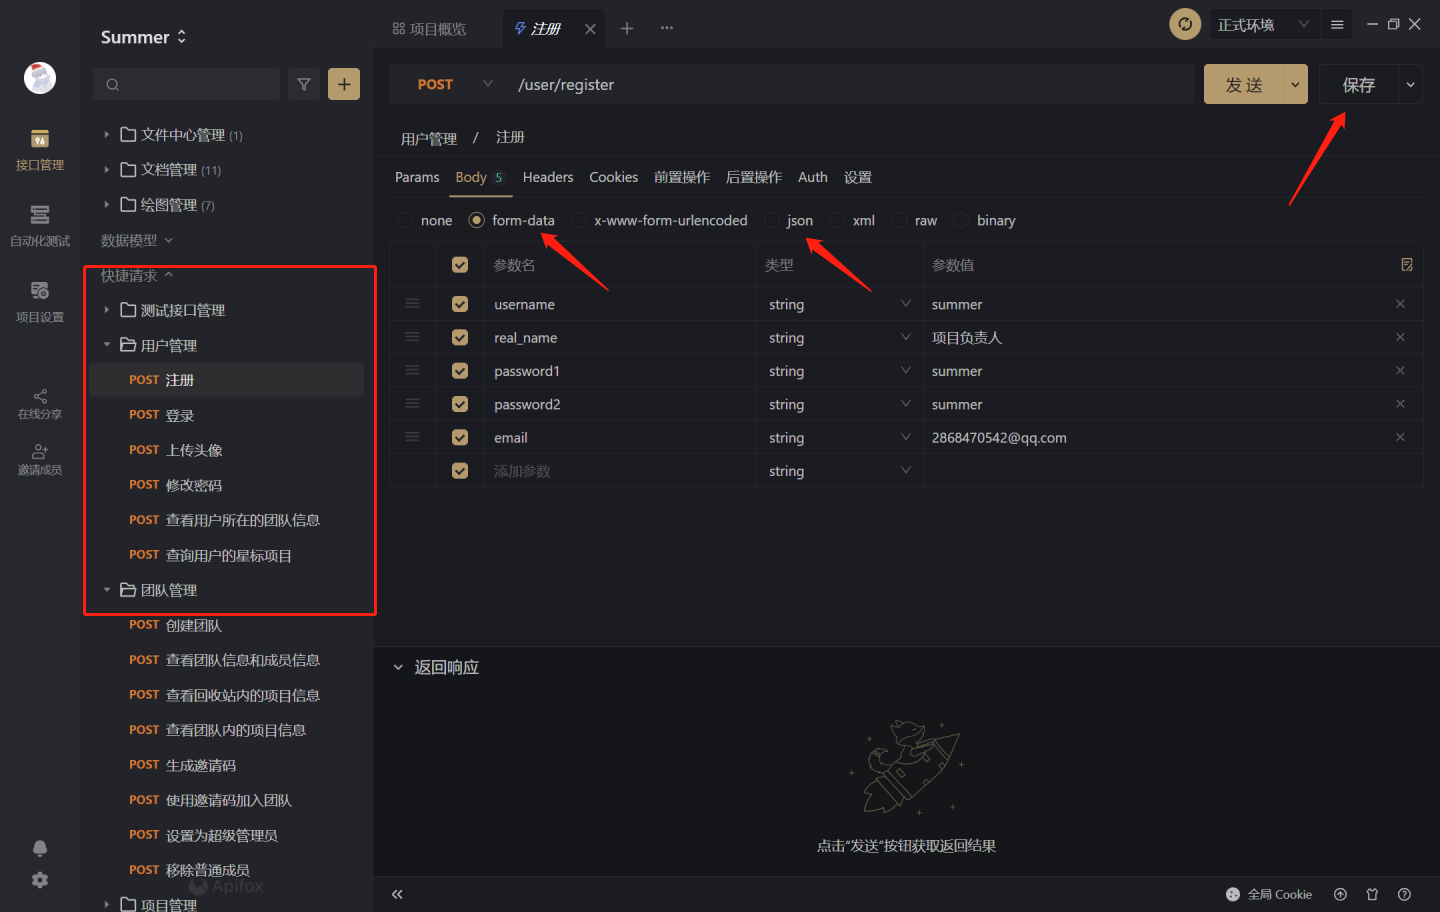 Summer
接口管理
自动化测试
项目设置
在线分享
邀请成员
文件中心管理 (1)
文档管理 (11)
绘图管理 (7)
数据模型
快捷请求
测试接口管理
用户管理
POST 注册
POST 登录
POST 上传头像
POST 修改密码
POST 查看用户所在的团队信息
POST 查询用户的星标项目
团队管理
POST 创建团队
POST 查看团队信息和成员信息
POST 查看回收站内的项目信息
POST 查看团队内的项目信息
POST 生成邀请码
POST 使用邀请码加入团队
POST 设置为超级管理员
POST 移除普通成员
Apifox
项目管理
项目概览 注册 正式环境
POST /user/register 发 送 保存
用户管理 / 注册
Params Body 5 Headers Cookies 前置操作 后置操作 Auth 设置
none form-data x-www-form-urlencoded json xml raw binary
参数名 类型 参数值
username string summer
real_name string 项目负责人
password1 string summer
password2 string summer
email string 2868470542@qq.com
添加参数 string
返回响应
点击“发送”按钮获取返回结果
全局 Cookie